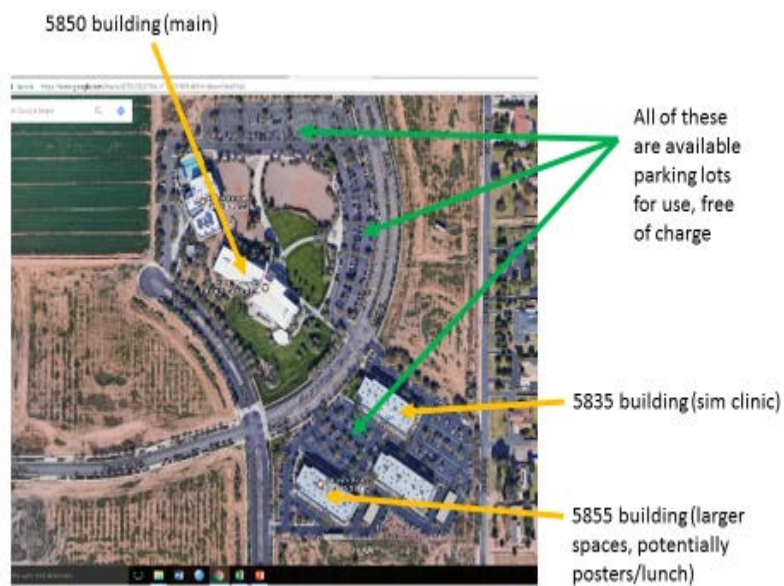 5850 building (main)
All of these
are available
parking lots
for use, free
of charge
5835 building (sim clinic)
5855 building (larger
spaces, potentially
posters/lunch)